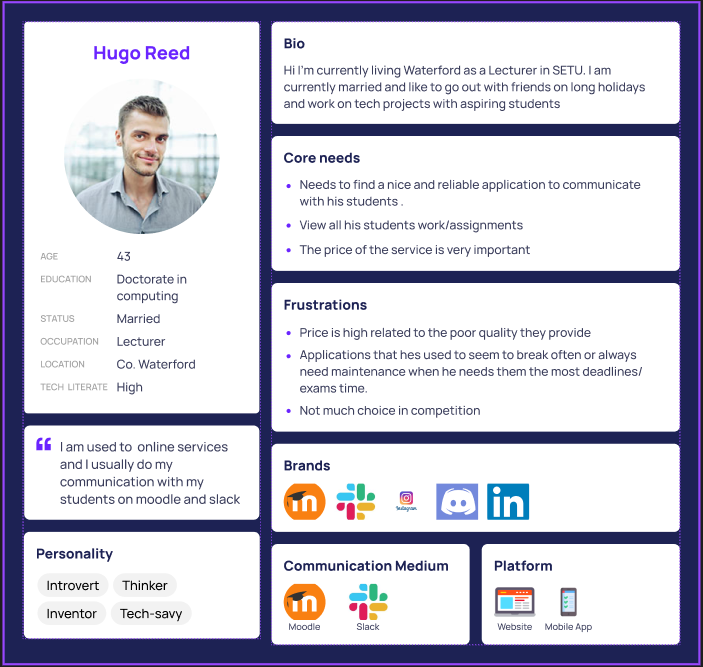 Hugo Reed
AGE 43
EDUCATION Doctorate in
computing
STATUS Married
OCCUPATION Lecturer
LOCATION Co. Waterford
TECH LITERATE High
“ I am used to online services
and I usually do my
communication with my
students on moodle and slack
Personality
Introvert Thinker
Inventor Tech-savy
Bio
Hi I'm currently living Waterford as a Lecturer in SETU. I am
currently married and like to go out with friends on long holidays
and work on tech projects with aspiring students
Core needs
• Needs to find a nice and reliable application to communicate
with his students .
• View all his students work/assignments
• The price of the service is very important
Frustrations
• Price is high related to the poor quality they provide
• Applications that hes used to seem to break often or always
need maintenance when he needs them the most deadlines/
exams time.
• Not much choice in competition
Brands
m Instagram in
Communication Medium
m
Moodle Slack
Platform
Website Mobile App